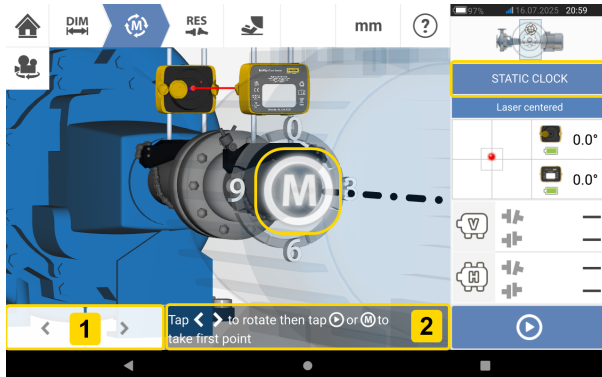 DIM
RES
mm
?
97%
16.07.2025 20:59
STATIC CLOCK
Laser centered
0.0°
0.0°
V
H
0
9
3
6
M
1
Tap < > to rotate then tap or M to
take first point
2